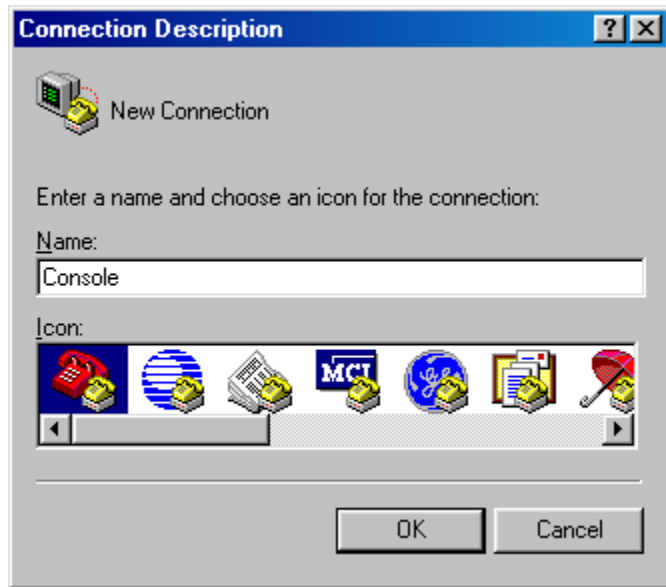 Connection Description
New Connection
Enter a name and choose an icon for the connection:
Name:
Console
Icon:
MCI
OK
Cancel